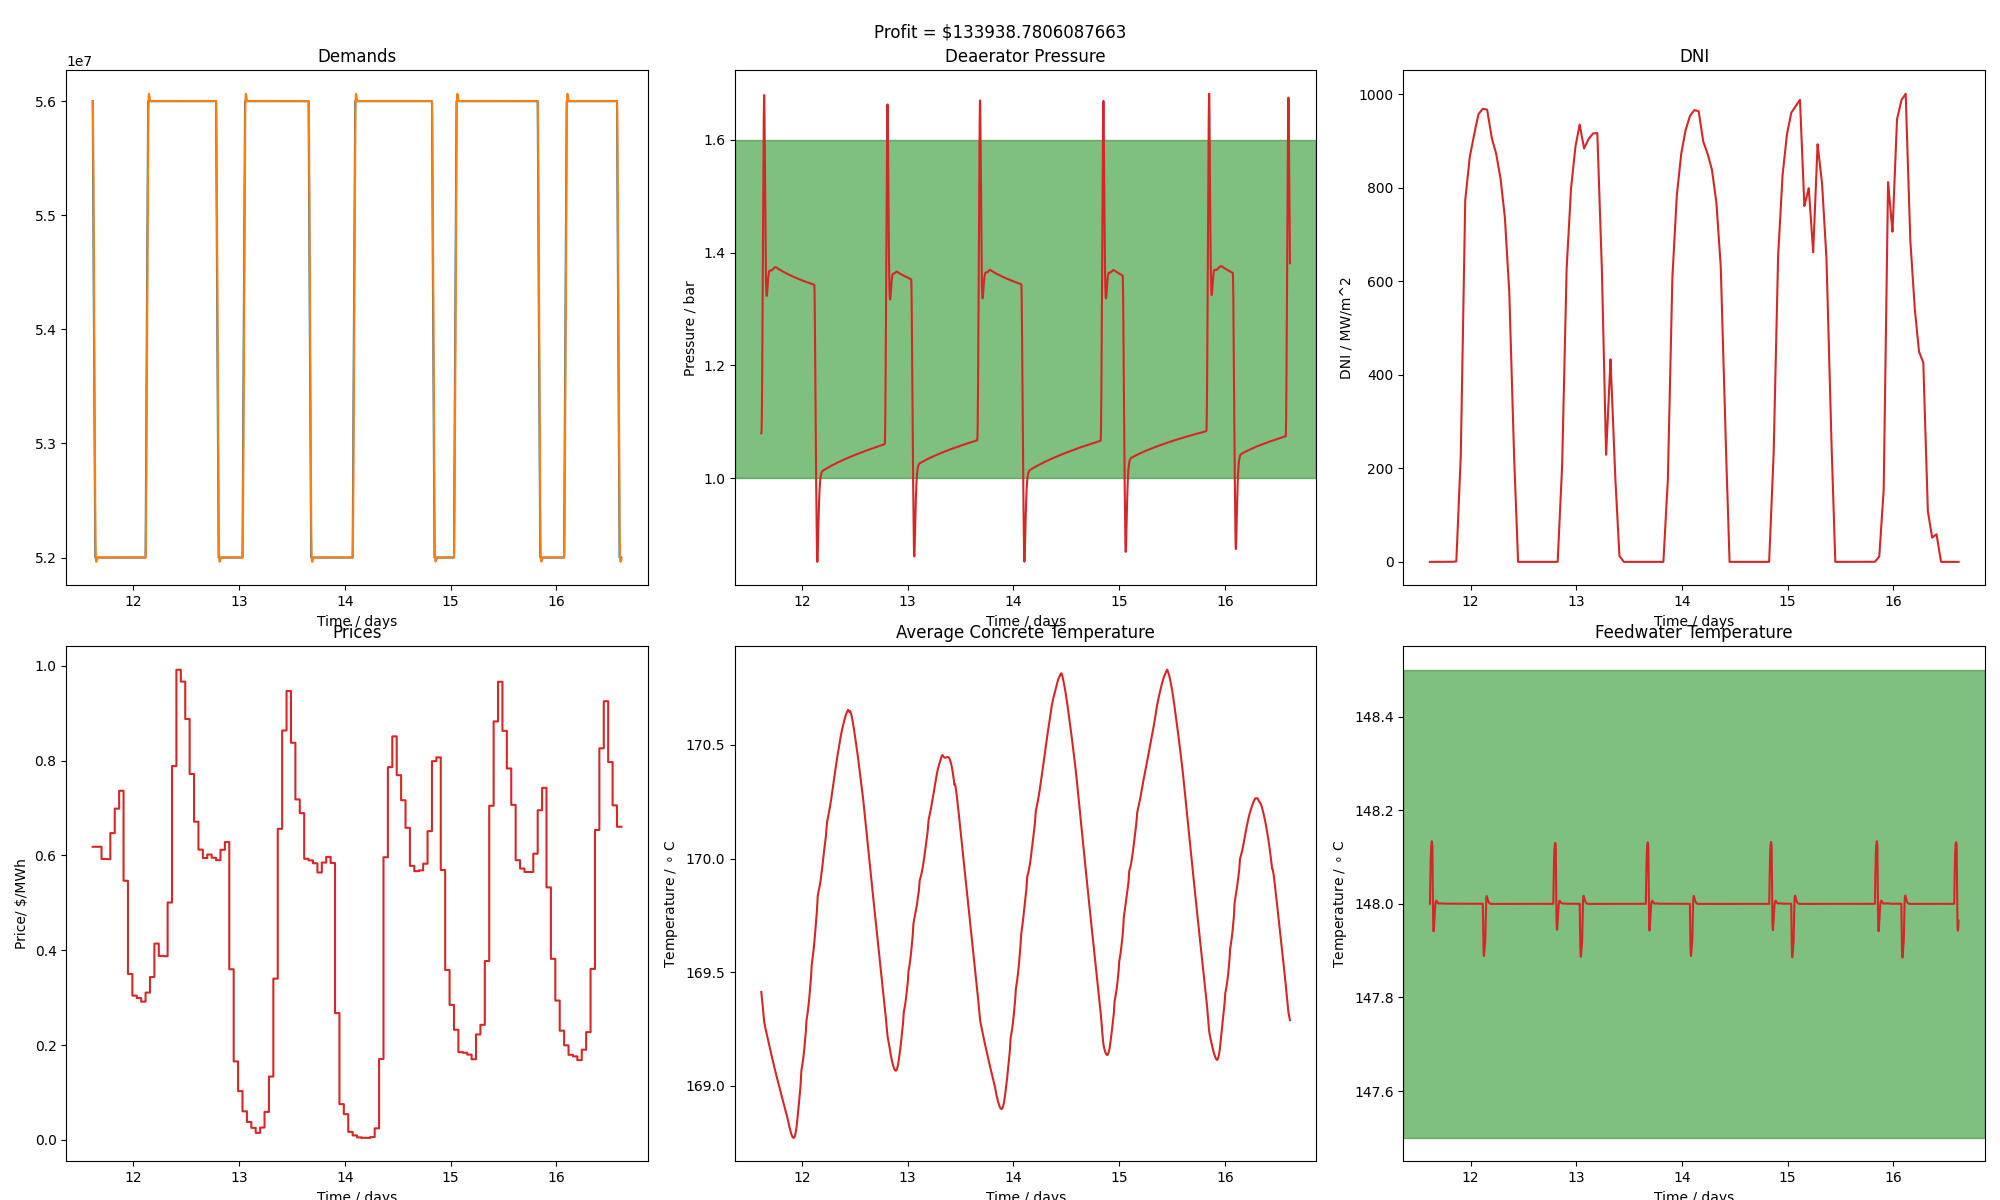 Profit = $133938.7806087663
Demands
1e7
5.6
5.5
5.4
5.3
5.2
12 13 14 15 16
Time / days
Deaerator Pressure
Pressure / bar
1.6
1.4
1.2
1.0
12 13 14 15 16
Time / days
DNI
DNI / MW/m^2
1000
800
600
400
200
0
12 13 14 15 16
Time / days
Prices
Price/ $/MWh
1.0
0.8
0.6
0.4
0.2
0.0
12 13 14 15 16
Time / days
Average Concrete Temperature
Temperature / ∘ C
170.5
170.0
169.5
169.0
12 13 14 15 16
Time / days
Feedwater Temperature
Temperature / ∘ C
148.4
148.2
148.0
147.8
147.6
12 13 14 15 16
Time / days